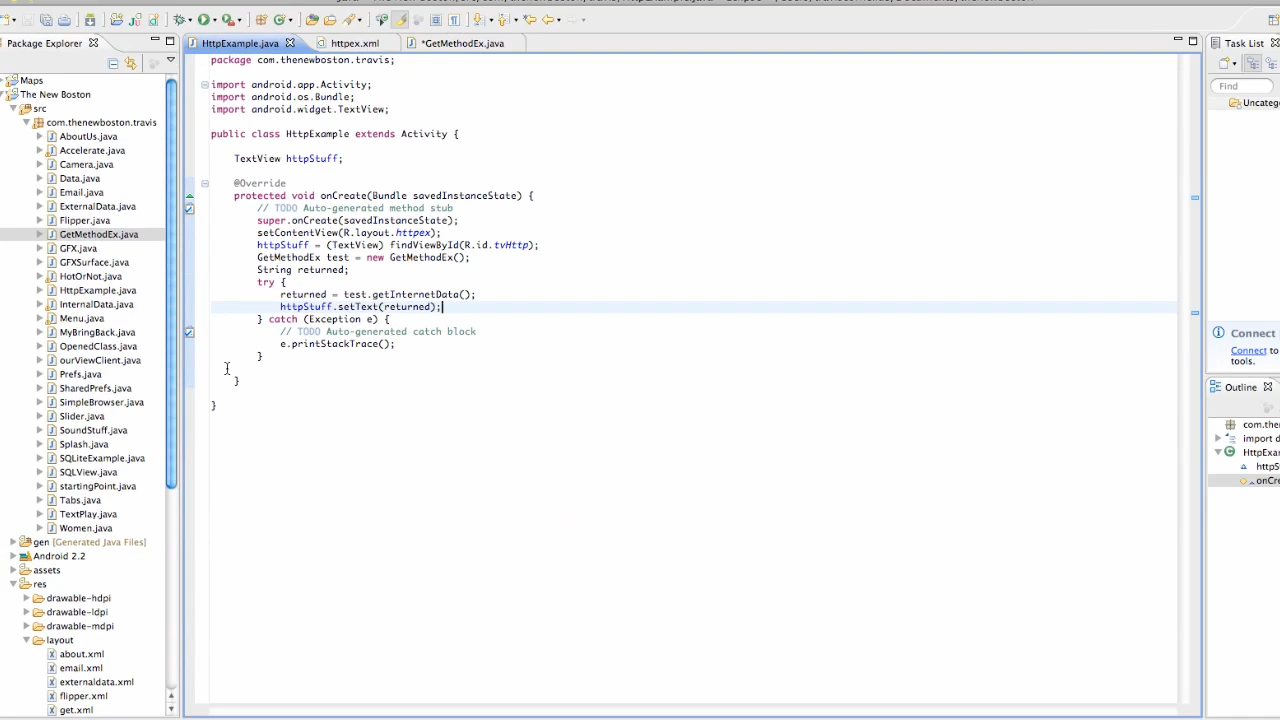 Package Explorer
Maps
The New Boston
src
com.thenewboston.travis
AboutUs.java
Accelerate.java
Camera.java
Data.java
Email.java
ExternalData.java
Flipper.java
GetMethodEx.java
GFX.java
GFXSurface.java
HotOrNot.java
HttpExample.java
InternalData.java
Menu.java
MyBringBack.java
OpenedClass.java
ourViewClient.java
Prefs.java
SharedPrefs.java
SimpleBrowser.java
Slider.java
SoundStuff.java
Splash.java
SQLiteExample.java
SQLView.java
startingPoint.java
Tabs.java
TextPlay.java
Women.java
gen [Generated Java Files]
Android 2.2
assets
res
drawable-hdpi
drawable-ldpi
drawable-mdpi
layout
about.xml
email.xml
externaldata.xml
flipper.xml
get.xml
HttpExample.java
httpex.xml
*GetMethodEx.java
package com.thenewboston.travis;
import android.app.Activity;
import android.os.Bundle;
import android.widget.TextView;
public class HttpExample extends Activity {
TextView httpStuff;
@Override
protected void onCreate(Bundle savedInstanceState) {
// TODO Auto-generated method stub
super.onCreate(savedInstanceState);
setContentView(R.layout.httpex);
httpStuff = (TextView) findViewById(R.id.tvHttp);
GetMethodEx test = new GetMethodEx();
String returned;
try {
returned = test.getInternetData();
httpStuff.setText(returned);
} catch (Exception e) {
// TODO Auto-generated catch block
e.printStackTrace();
}
}
}
Task List
Find
Uncatego
Connect
Connect to
tools.
Outline
com.the
import d
HttpExa
httpS
onCre